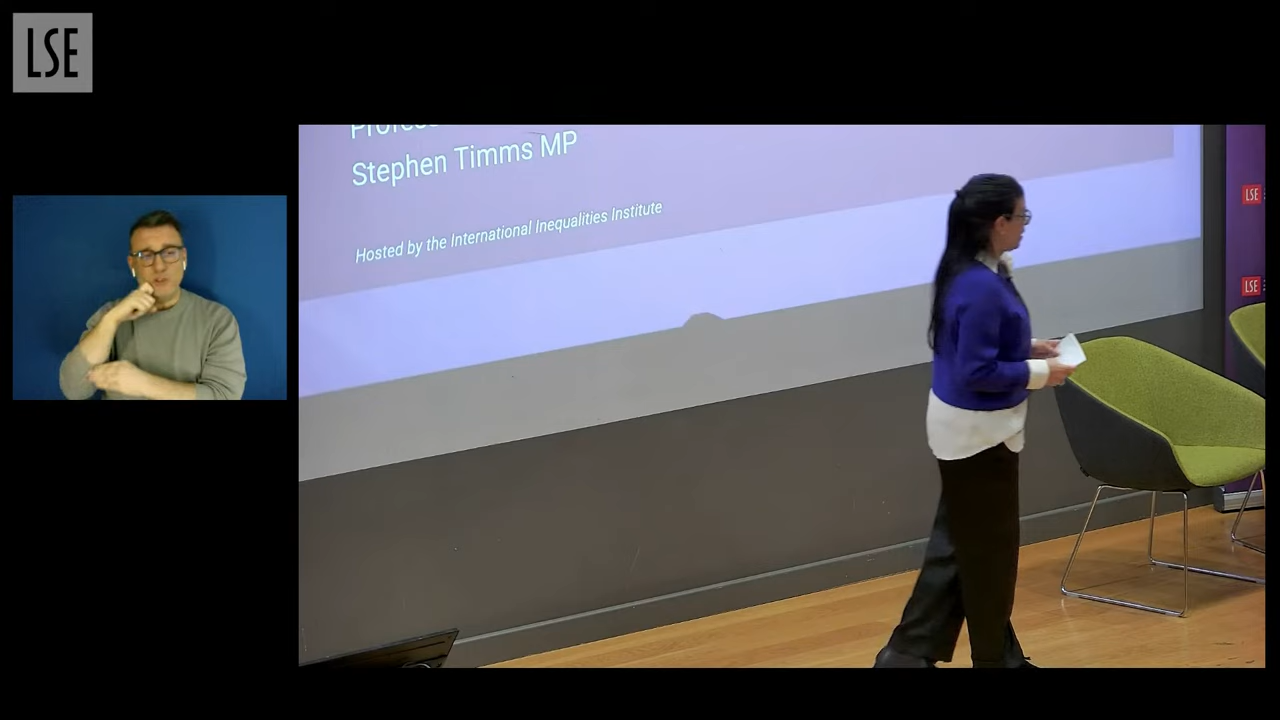 LSE
Stephen Timms MP
Hosted by the International Inequalities Institute
LSE
LSE